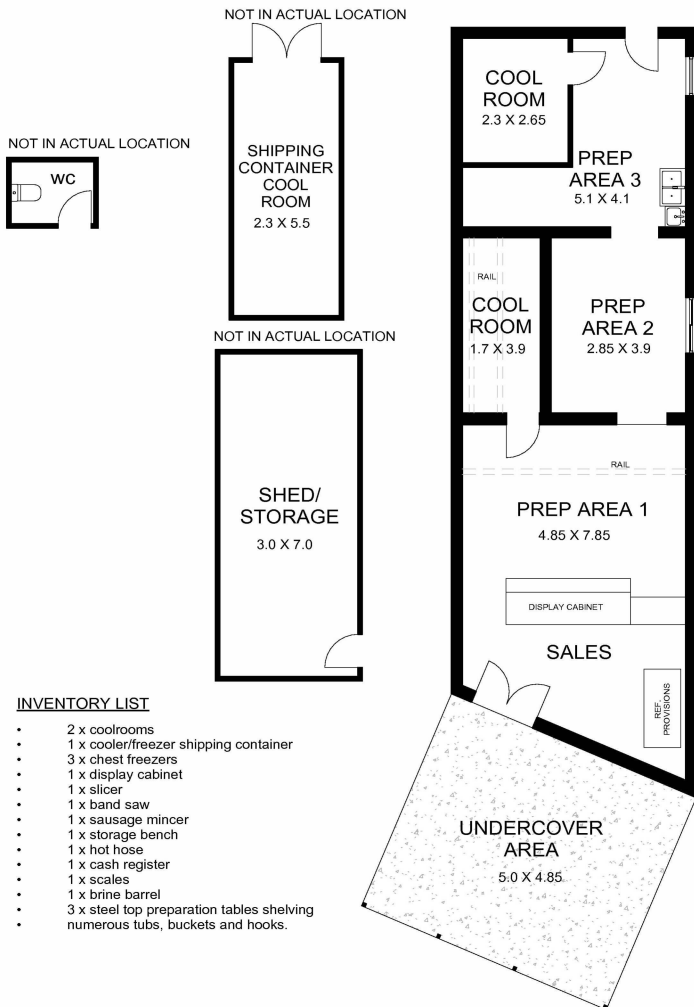 NOT IN ACTUAL LOCATION
SHIPPING
CONTAINER
COOL
ROOM
2.3 X 5.5
NOT IN ACTUAL LOCATION
WC
NOT IN ACTUAL LOCATION
SHED/
STORAGE
3.0 X 7.0
COOL
ROOM
2.3 X 2.65
PREP
AREA 3
5.1 X 4.1
RAIL
COOL
ROOM
1.7 X 3.9
PREP
AREA 2
2.85 X 3.9
RAIL
PREP AREA 1
4.85 X 7.85
DISPLAY CABINET
SALES
REF.
PROVISIONS
UNDERCOVER
AREA
5.0 X 4.85
INVENTORY LIST
• 2 x coolrooms
• 1 x cooler/freezer shipping container
• 3 x chest freezers
• 1 x display cabinet
• 1 x slicer
• 1 x band saw
• 1 x sausage mincer
• 1 x storage bench
• 1 x hot hose
• 1 x cash register
• 1 x scales
• 1 x brine barrel
• 3 x steel top preparation tables shelving
• numerous tubs, buckets and hooks.